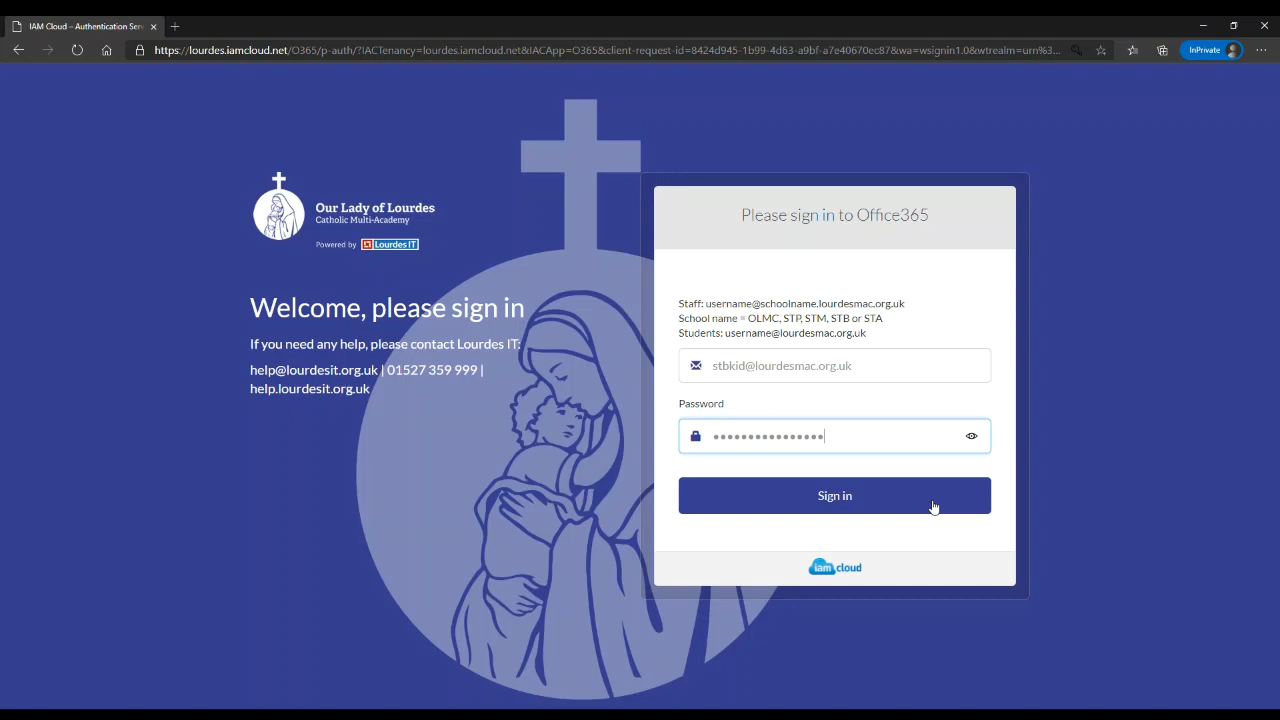 IAM Cloud – Authentication Ser
https://lourdes.iamcloud.net/O365/p-auth/?IACTenancy=lourdes.iamcloud.net&IACApp=O365&client-request-id=8424d945-1b99-4d63-a9bf-a7e40670ec87&wa=wsignin1.0&wtrealm=urn%3...
InPrivate
Our Lady of Lourdes
Catholic Multi-Academy
Powered by Lourdes IT
Welcome, please sign in
If you need any help, please contact Lourdes IT:
help@lourdesit.org.uk | 01527 359 999 |
help.lourdesit.org.uk
Please sign in to Office365
Staff: username@schoolname.lourdesmac.org.uk
School name = OLMC, STP, STM, STB or STA
Students: username@lourdesmac.org.uk
stbkid@lourdesmac.org.uk
Password
••••••••••••••••
Sign in
iam cloud